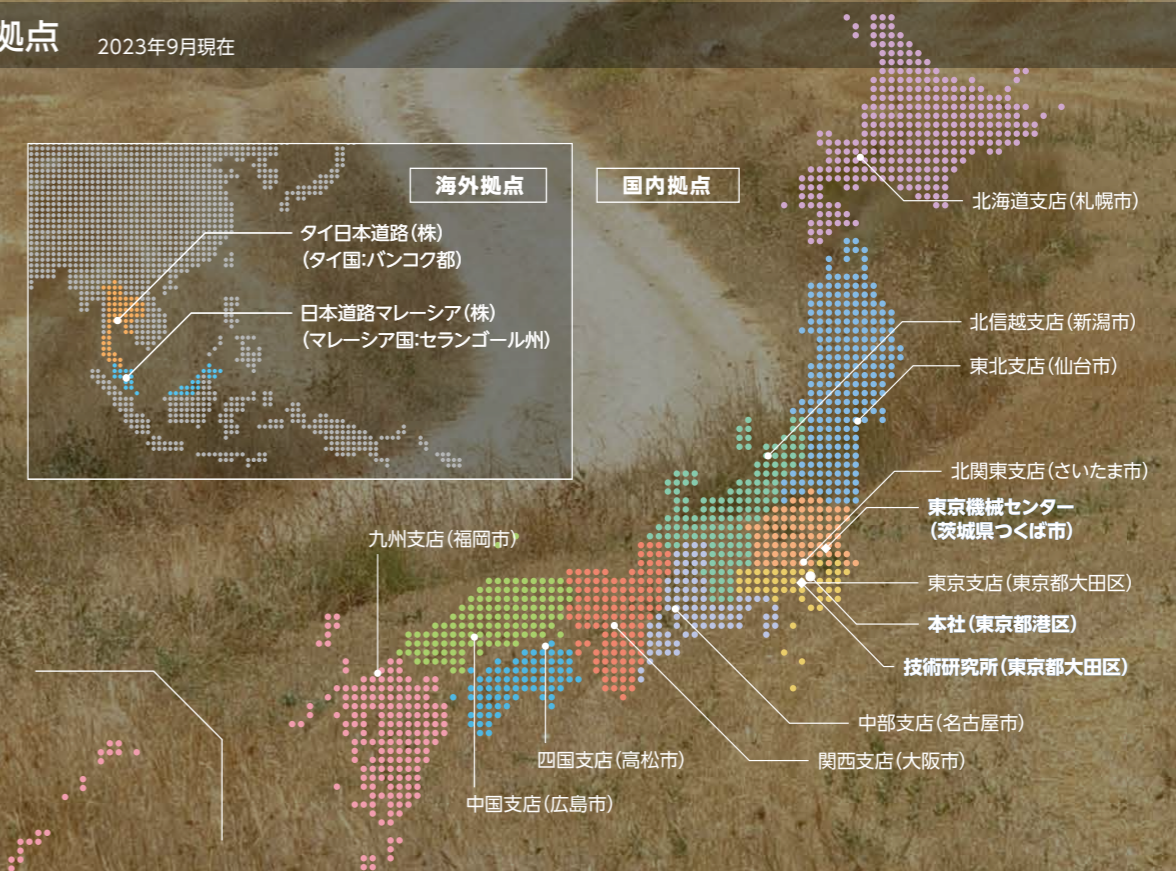 拠点
2023年9月現在
海外拠点
国内拠点
タイ日本道路(株)
(タイ国:バンコク都)
日本道路マレーシア(株)
(マレーシア国:セランゴール州)
北海道支店(札幌市)
北信越支店(新潟市)
東北支店(仙台市)
北関東支店(さいたま市)
東京機械センター
(茨城県つくば市)
東京支店(東京都大田区)
本社(東京都港区)
技術研究所(東京都大田区)
中部支店(名古屋市)
関西支店(大阪市)
九州支店(福岡市)
四国支店(高松市)
中国支店(広島市)